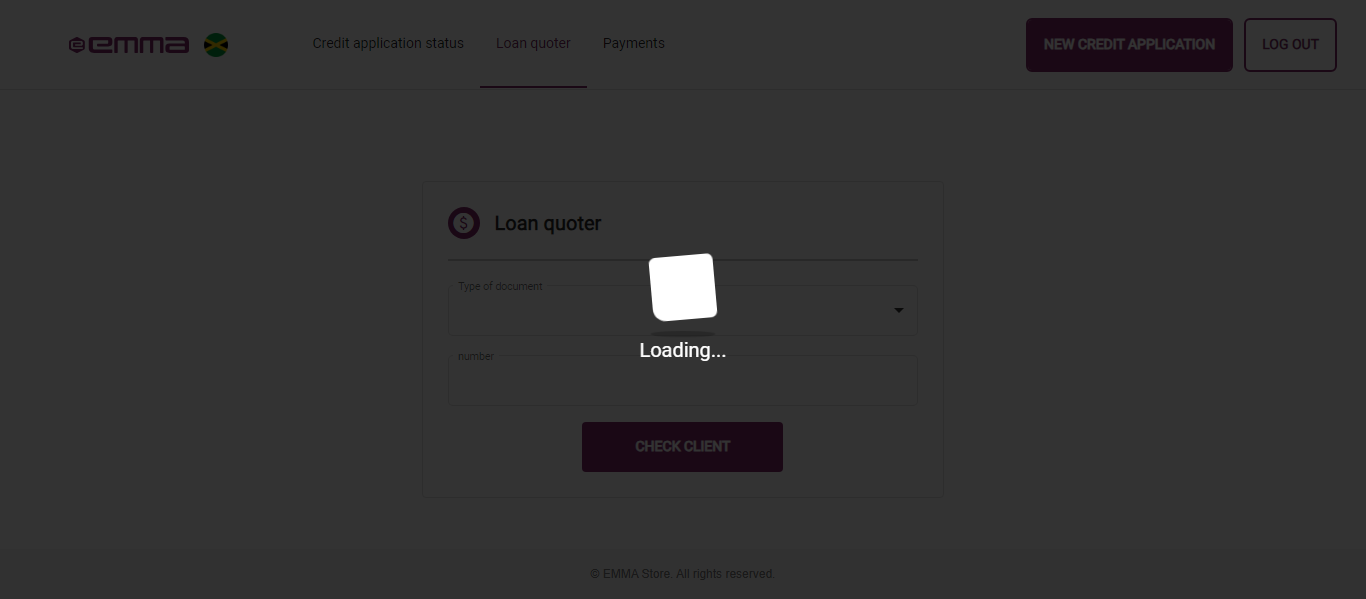 emma
Credit application status
Loan quoter
Payments
NEW CREDIT APPLICATION
LOG OUT
Loan quoter
Type of document
Loading...
number
CHECK CLIENT
© EMMA Store. All rights reserved.